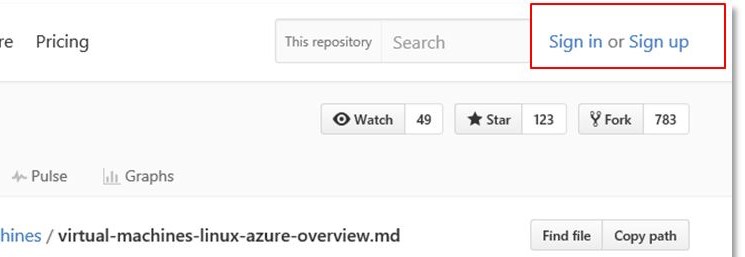 re Pricing This repository Search Sign in or Sign up
Watch 49 Star 123 Fork 783
Pulse Graphs
hines / virtual-machines-linux-azure-overview.md Find file Copy path